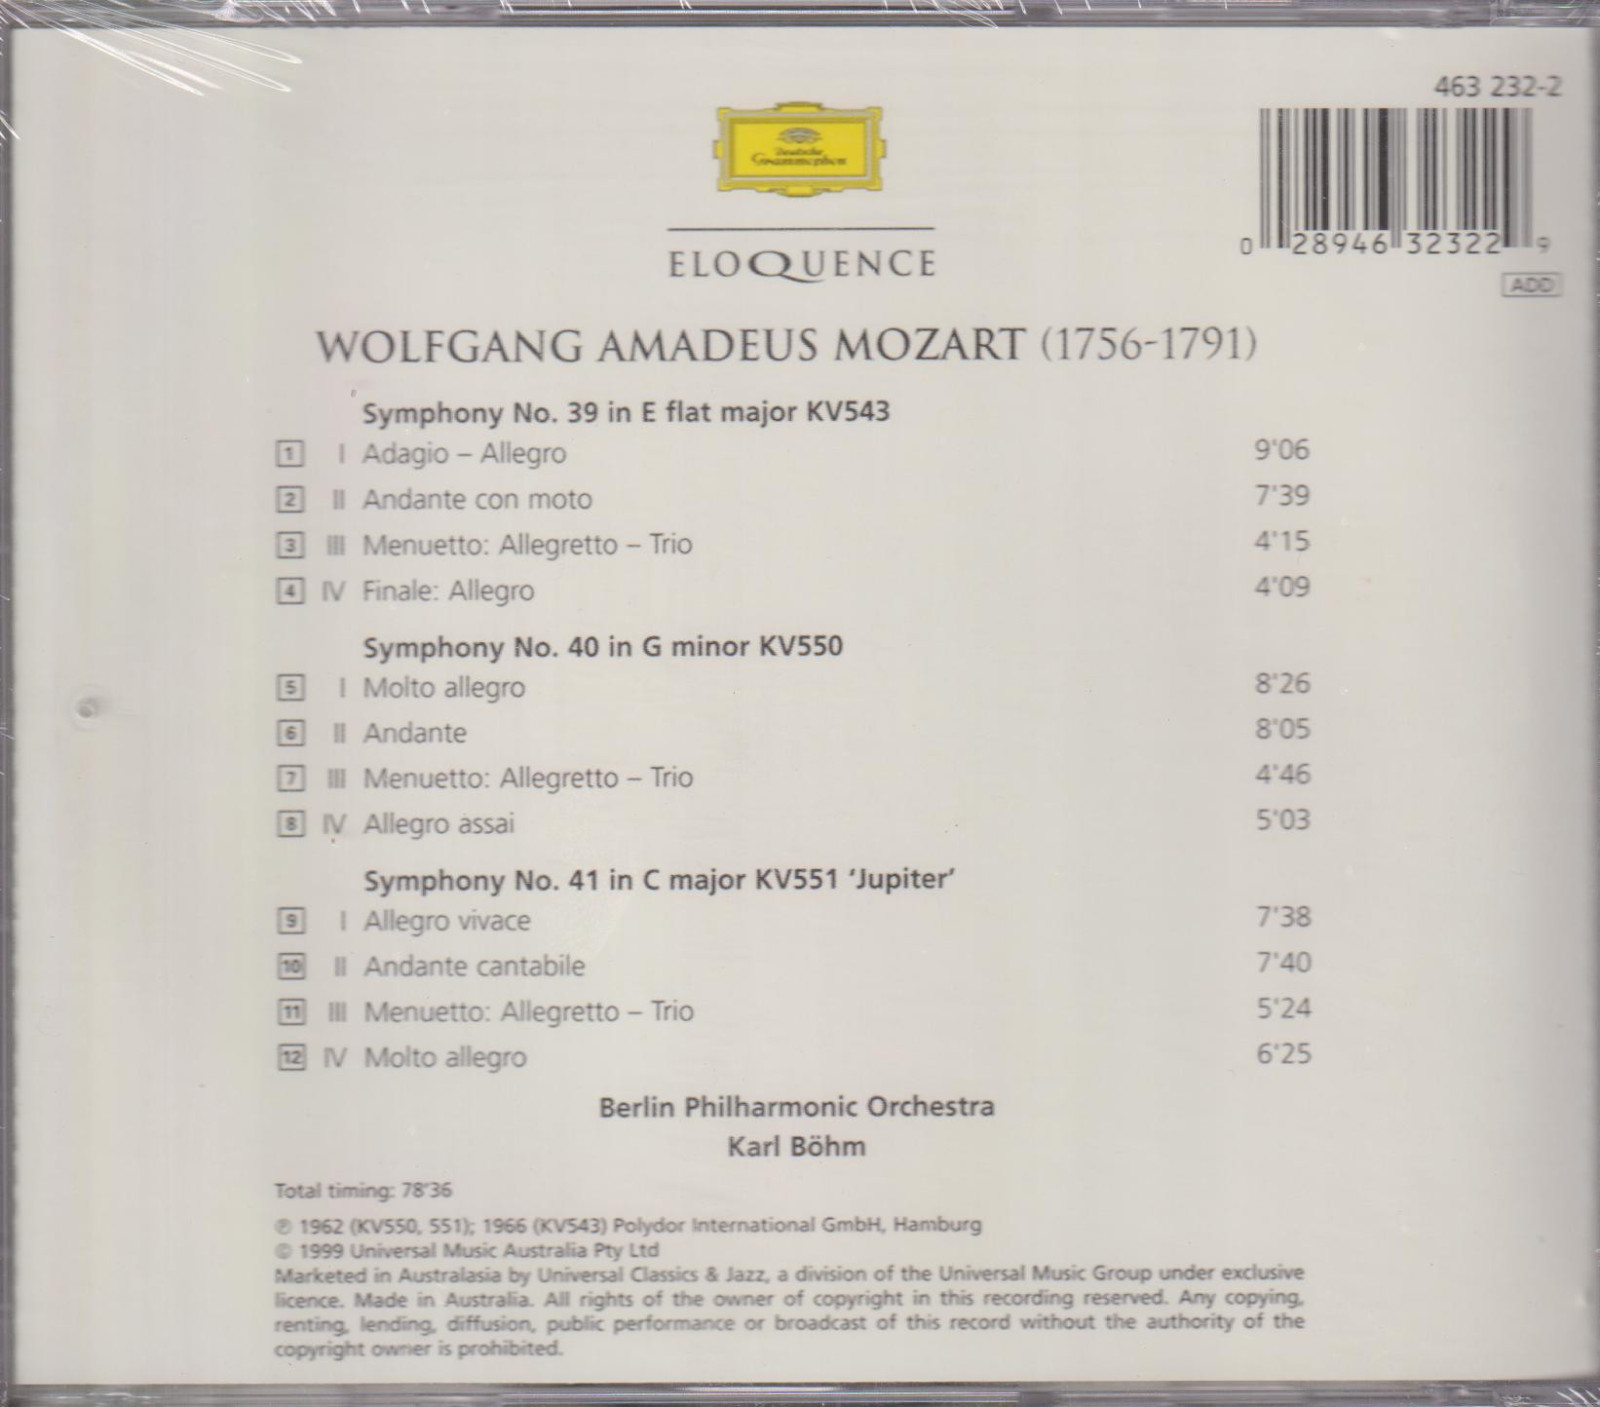 463 232-2
Deutsche
Grammophon
ELOQUENCE
0 28946 32322 9
ADD
WOLFGANG AMADEUS MOZART (1756-1791)
Symphony No. 39 in E flat major KV543
1 I Adagio – Allegro 9'06
2 II Andante con moto 7'39
3 III Menuetto: Allegretto – Trio 4'15
4 IV Finale: Allegro 4'09
Symphony No. 40 in G minor KV550
5 I Molto allegro 8'26
6 II Andante 8'05
7 III Menuetto: Allegretto – Trio 4'46
8 IV Allegro assai 5'03
Symphony No. 41 in C major KV551 'Jupiter'
9 I Allegro vivace 7'38
10 II Andante cantabile 7'40
11 III Menuetto: Allegretto – Trio 5'24
12 IV Molto allegro 6'25
Berlin Philharmonic Orchestra
Karl Böhm
Total timing: 78'36
℗ 1962 (KV550, 551); 1966 (KV543) Polydor International GmbH, Hamburg
© 1999 Universal Music Australia Pty Ltd
Marketed in Australasia by Universal Classics & Jazz, a division of the Universal Music Group under exclusive
licence. Made in Australia. All rights of the owner of copyright in this recording reserved. Any copying,
renting, lending, diffusion, public performance or broadcast of this record without the authority of the
copyright owner is prohibited.